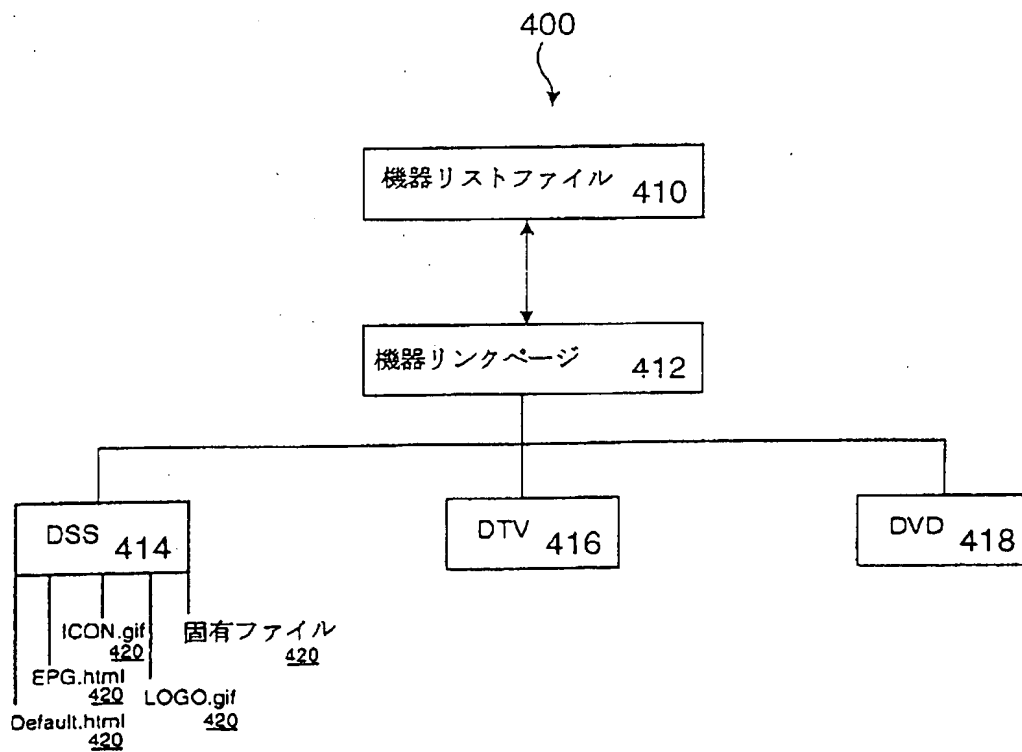 400
機器リストファイル 410
機器リンクページ 412
DSS 414
DTV 416
DVD 418
ICON.gif
420
固有ファイル
420
EPG.html
420
LOGO.gif
420
Default.html
420